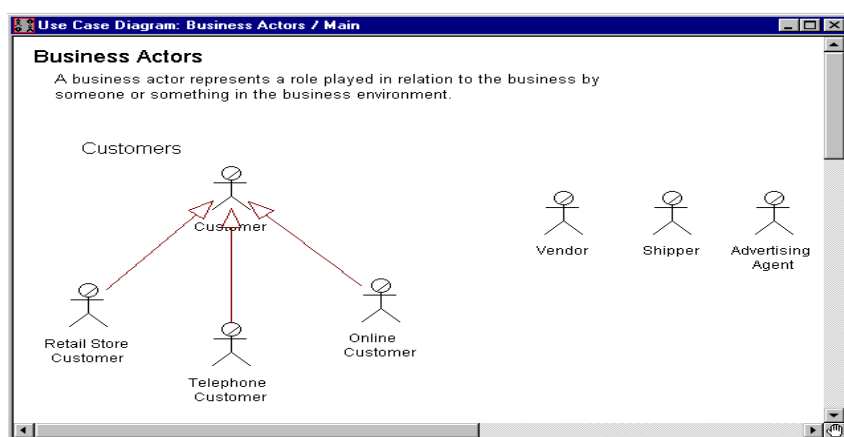 Use Case Diagram: Business Actors / Main
Business Actors
A business actor represents a role played in relation to the business by
someone or something in the business environment.
Customers
Customer
Vendor
Shipper
Advertising
Agent
Retail Store
Customer
Telephone
Customer
Online
Customer